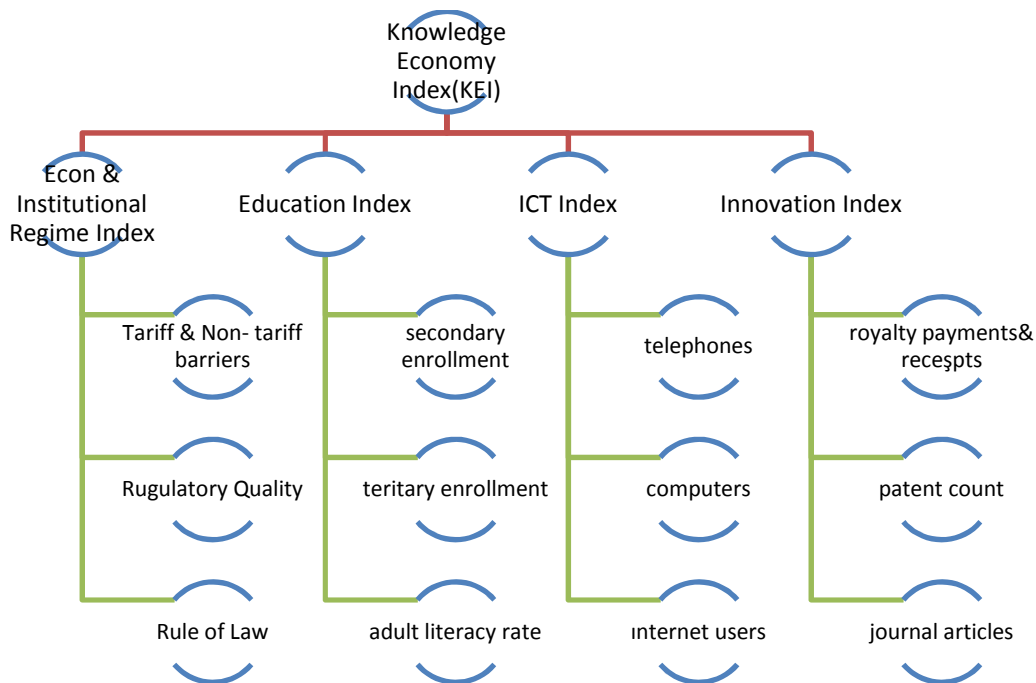 Knowledge
Economy
Index(KEI)
Econ &
Institutional
Regime Index
Education Index
ICT Index
Innovation Index
Tariff & Non- tariff
barriers
secondary
enrollment
telephones
royalty payments&
receşpts
Rugulatory Quality
teritary enrollment
computers
patent count
Rule of Law
adult literacy rate
ınternet users
journal articles